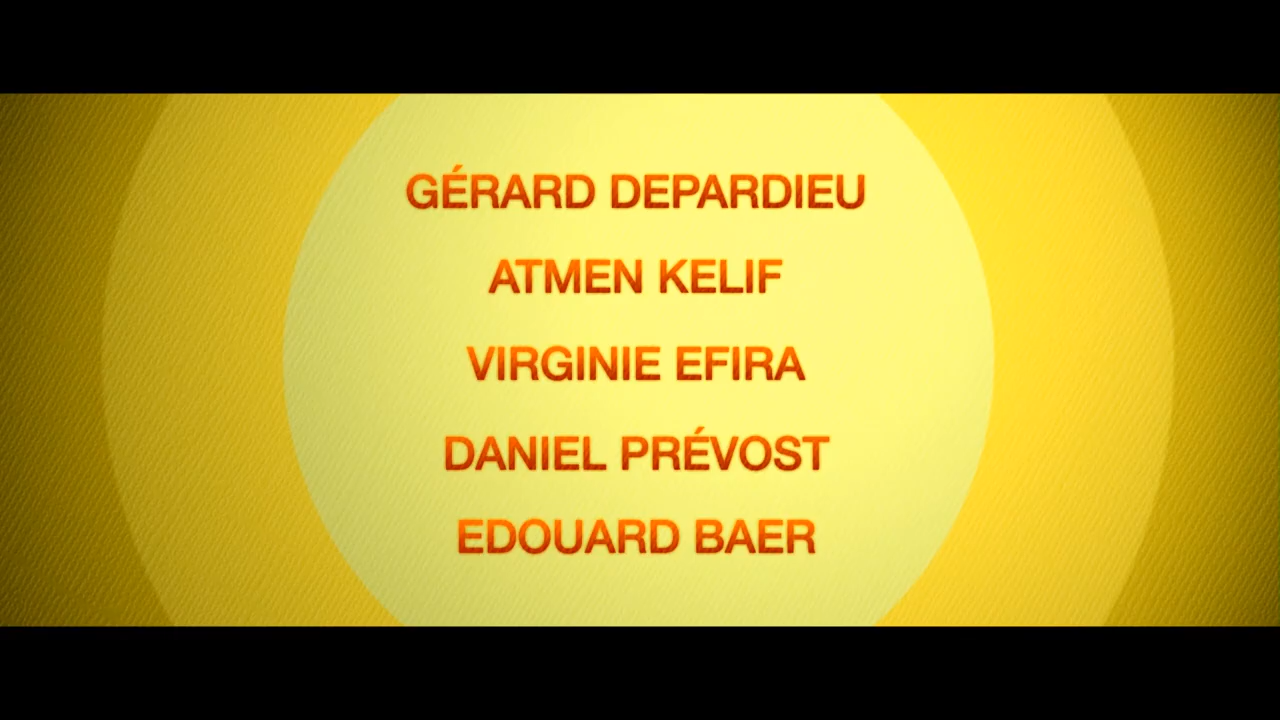 GÉRARD DEPARDIEU
ATMEN KELIF
VIRGINIE EFIRA
DANIEL PRÉVOST
EDOUARD BAER